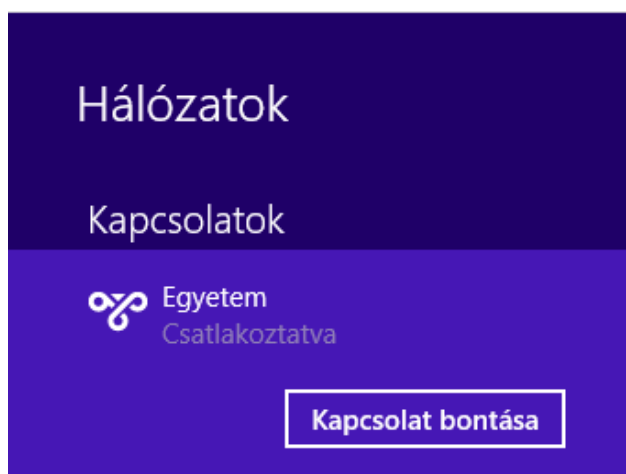 Hálózatok
Kapcsolatok
Egyetem
Csatlakoztatva
Kapcsolat bontása